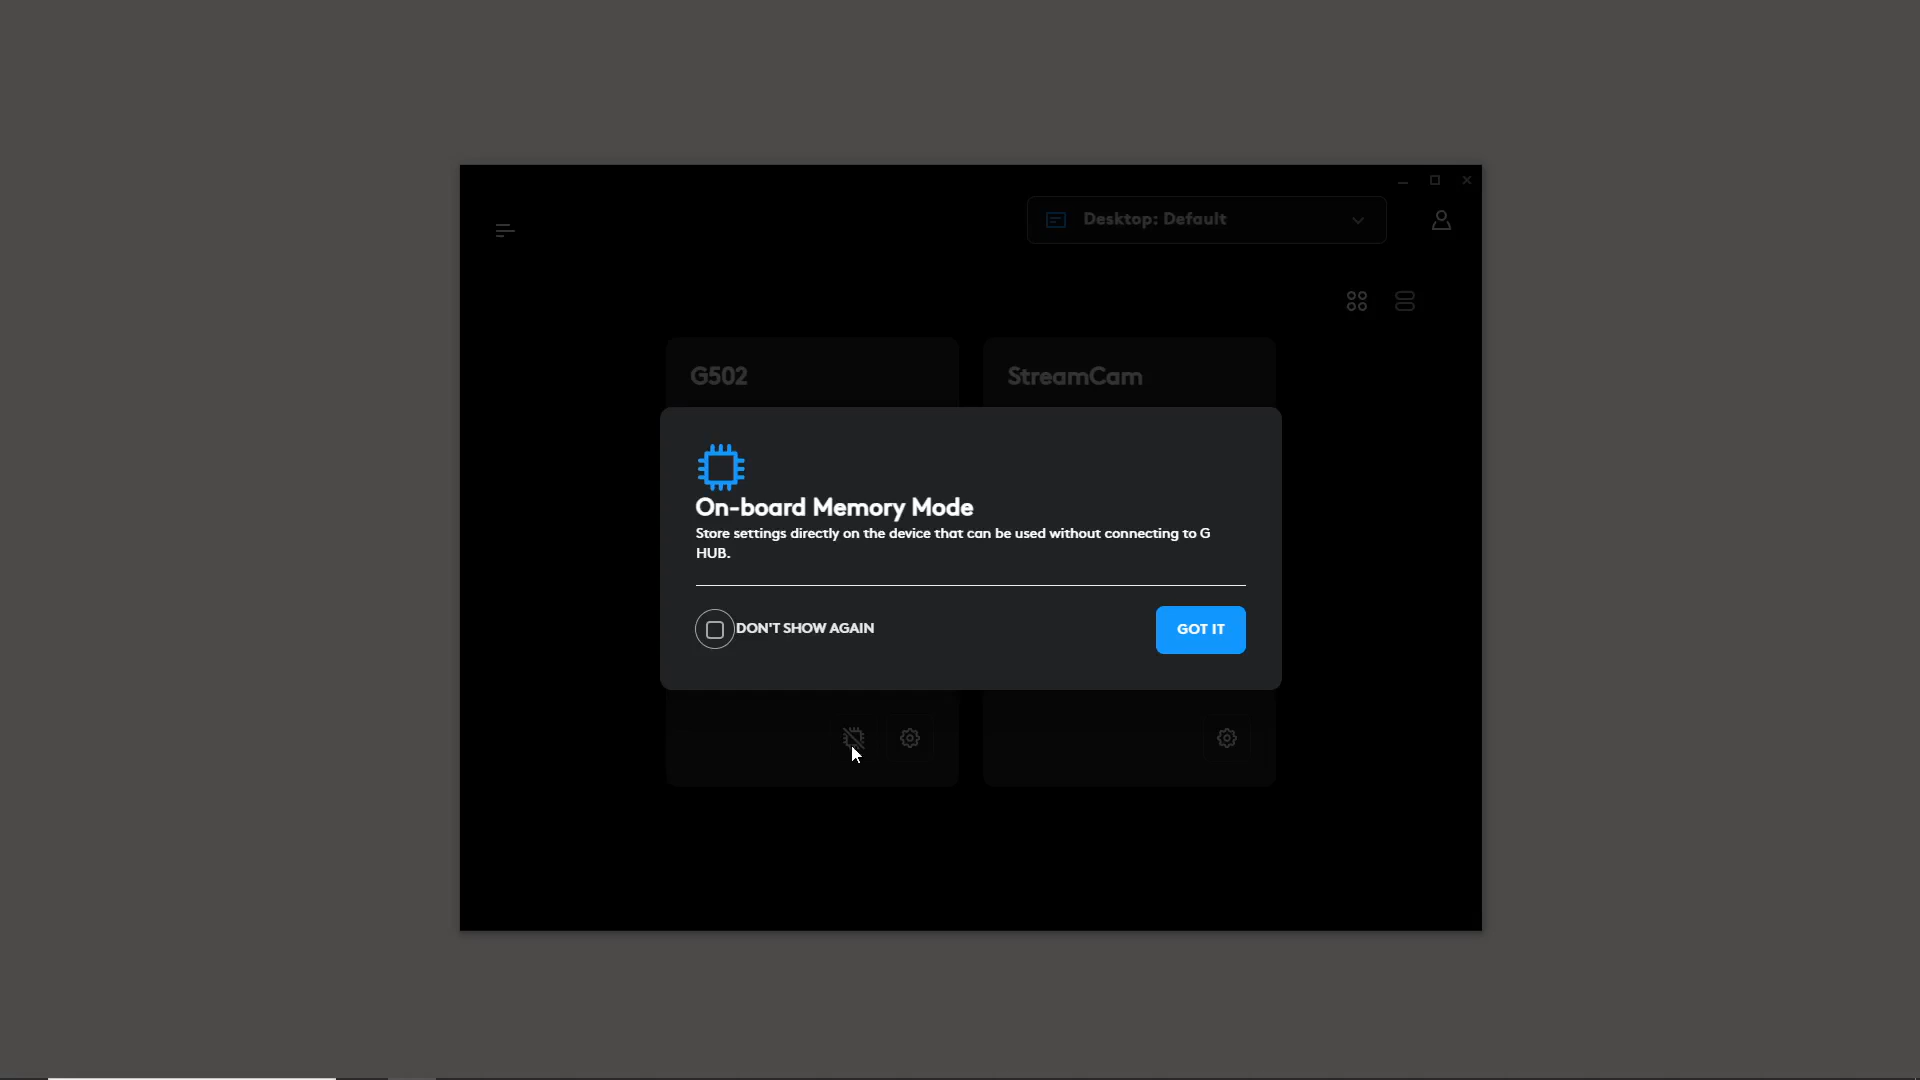 Desktop: Default
G502
StreamCam
On-board Memory Mode
Store settings directly on the device that can be used without connecting to G
HUB.
DON'T SHOW AGAIN
GOT IT